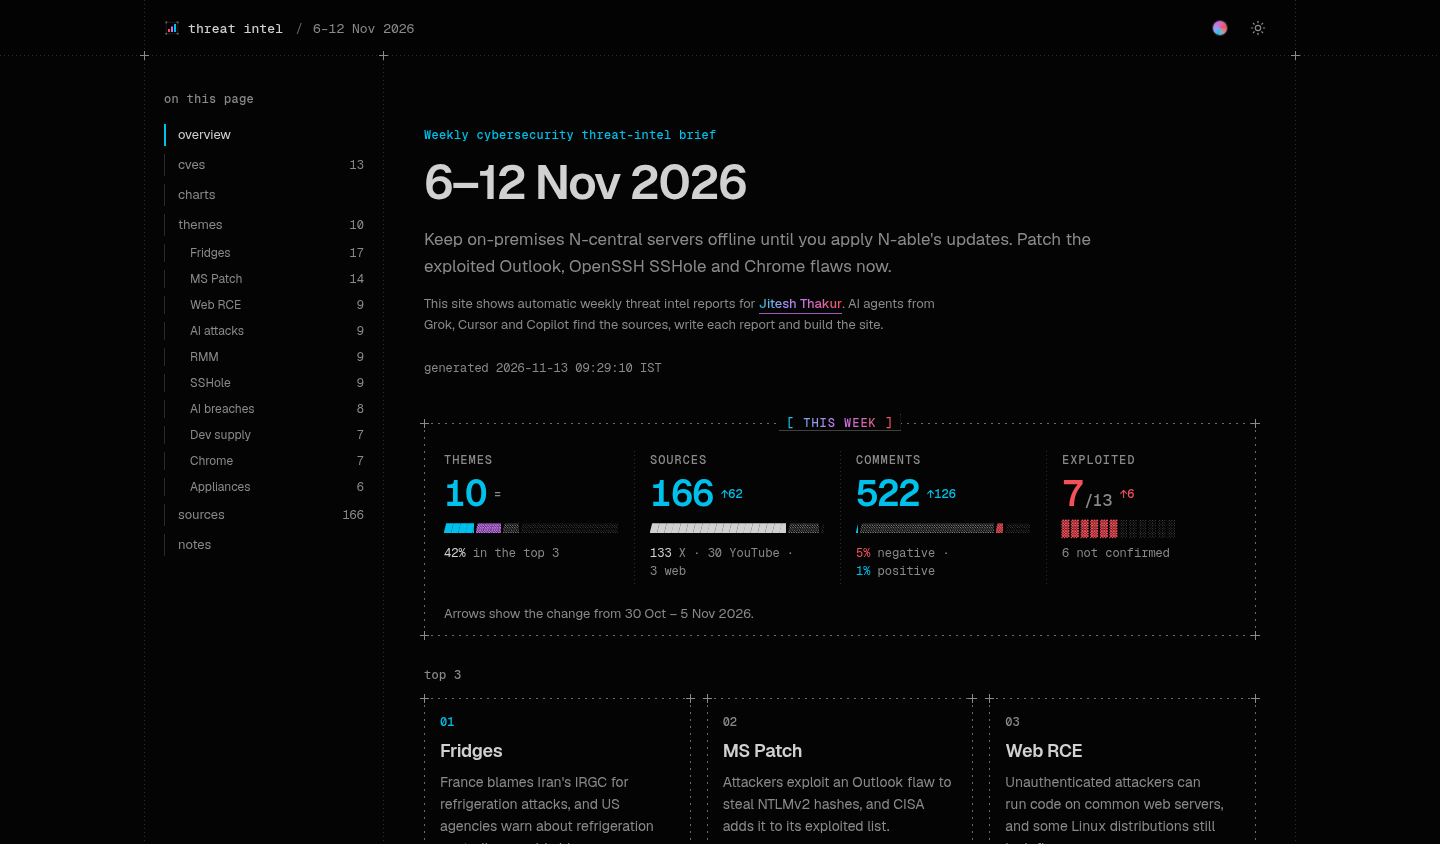 threat intel / 6–12 Nov 2026
on this page
overview
cves 13
charts
themes 10
Fridges 17
MS Patch 14
Web RCE 9
AI attacks 9
RMM 9
SSHole 9
AI breaches 8
Dev supply 7
Chrome 7
Appliances 6
sources 166
notes
Weekly cybersecurity threat-intel brief
6–12 Nov 2026
Keep on-premises N-central servers offline until you apply N-able's updates. Patch the
exploited Outlook, OpenSSH SSHole and Chrome flaws now.
This site shows automatic weekly threat intel reports for Jitesh Thakur. AI agents from
Grok, Cursor and Copilot find the sources, write each report and build the site.
generated 2026-11-13 09:29:10 IST
[ THIS WEEK ]
THEMES
10 =
42% in the top 3
SOURCES
166 ↑62
133 X · 30 YouTube ·
3 web
COMMENTS
522 ↑126
5% negative ·
1% positive
EXPLOITED
7/13 ↑6
6 not confirmed
Arrows show the change from 30 Oct – 5 Nov 2026.
top 3
01
Fridges
France blames Iran's IRGC for
refrigeration attacks, and US
agencies warn about refrigeration
02
MS Patch
Attackers exploit an Outlook flaw to
steal NTLMv2 hashes, and CISA
adds it to its exploited list.
03
Web RCE
Unauthenticated attackers can
run code on common web servers,
and some Linux distributions still